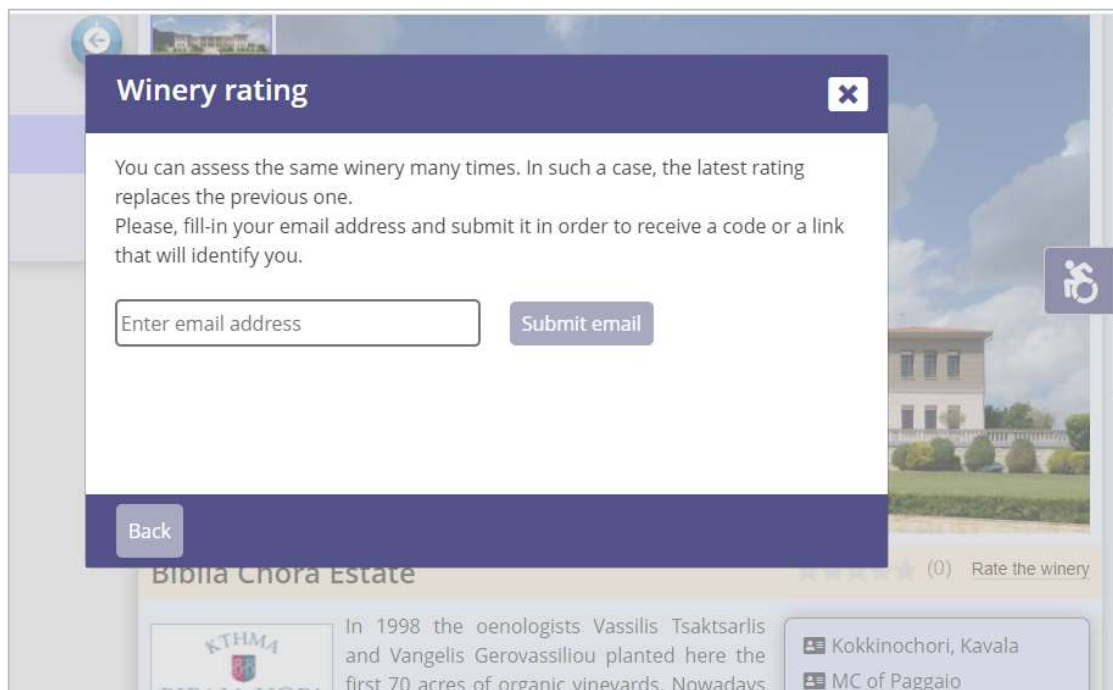 Winery rating
You can assess the same winery many times. In such a case, the latest rating
replaces the previous one.
Please, fill-in your email address and submit it in order to receive a code or a link
that will identify you.
Enter email address
Submit email
Back
Biblia Chora Estate
(0) Rate the winery
ΚΤΗΜΑ
In 1998 the oenologists Vassilis Tsaktsarlis
and Vangelis Gerovassiliou planted here the
first 70 acres of organic vineyards. Nowadays
Kokkinochori, Kavala
MC of Paggaio